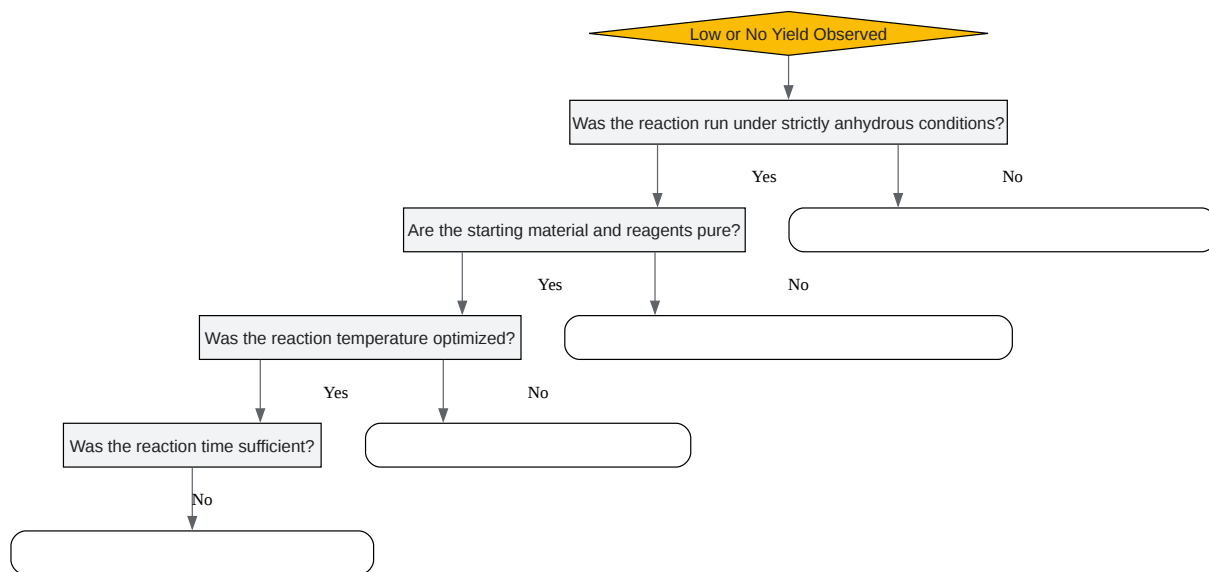 Low or No Yield Observed
Was the reaction run under strictly anhydrous conditions?
Yes
No
Are the starting material and reagents pure?
Yes
No
Was the reaction temperature optimized?
Yes
No
Was the reaction time sufficient?
No